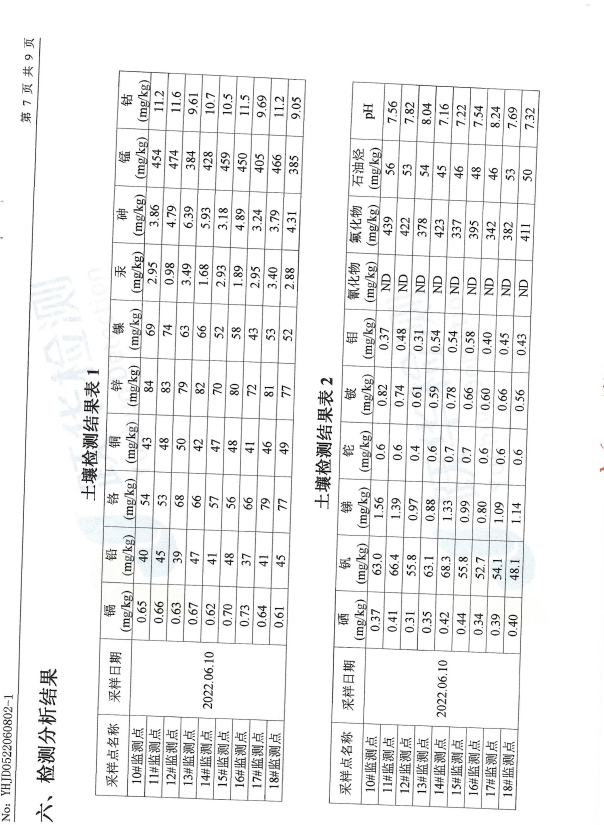 No: YHJD0522060802-1
第 7 页 共 9 页
六、检测分析结果
土壤检测结果表 1
采样点名称 采样日期 镉 (mg/kg) 铅 (mg/kg) 铬 (mg/kg) 铜 (mg/kg) 锌 (mg/kg) 镍 (mg/kg) 汞 (mg/kg) 砷 (mg/kg) 锰 (mg/kg) 钴 (mg/kg)
10#监测点 0.65 40 54 43 84 69 2.95 3.86 454 11.2
11#监测点 0.66 45 53 48 83 74 0.98 4.79 474 11.6
12#监测点 0.63 39 68 50 79 63 3.49 6.39 384 9.61
13#监测点 0.67 47 66 42 82 66 1.68 5.93 428 10.7
14#监测点 2022.06.10 0.62 41 57 47 70 52 2.93 3.18 459 10.5
15#监测点 0.70 48 56 48 80 58 1.89 4.89 450 11.5
16#监测点 0.73 37 66 41 72 43 2.95 3.24 405 9.69
17#监测点 0.64 41 79 46 81 53 3.40 3.79 466 11.2
18#监测点 0.61 45 77 49 77 52 2.88 4.31 385 9.05
土壤检测结果表 2
采样点名称 采样日期 硒 (mg/kg) 钒 (mg/kg) 锑 (mg/kg) 铊 (mg/kg) 铍 (mg/kg) 钼 (mg/kg) 氰化物 (mg/kg) 氟化物 (mg/kg) 石油烃 (mg/kg) pH
10#监测点 0.37 63.0 1.56 0.6 0.82 0.37 ND 439 56 7.56
11#监测点 0.41 66.4 1.39 0.6 0.74 0.48 ND 422 53 7.82
12#监测点 0.31 55.8 0.97 0.4 0.61 0.31 ND 378 54 8.04
13#监测点 0.35 63.1 0.88 0.6 0.59 0.54 ND 423 45 7.16
14#监测点 2022.06.10 0.42 68.3 1.33 0.7 0.78 0.54 ND 337 46 7.22
15#监测点 0.44 55.8 0.99 0.7 0.66 0.58 ND 395 48 7.54
16#监测点 0.34 52.7 0.80 0.6 0.60 0.40 ND 342 46 8.24
17#监测点 0.39 54.1 1.09 0.6 0.66 0.45 ND 382 53 7.69
18#监测点 0.40 48.1 1.14 0.6 0.56 0.43 ND 411 50 7.32